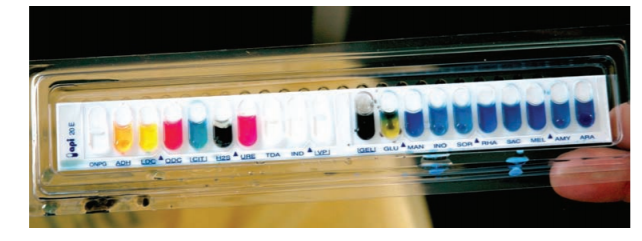 api 20 E
ONPG ADH LDC ODC CIT H2S URE TDA IND VP GEL GLU MAN INO SOR RHA SAC MEL AMY ARA